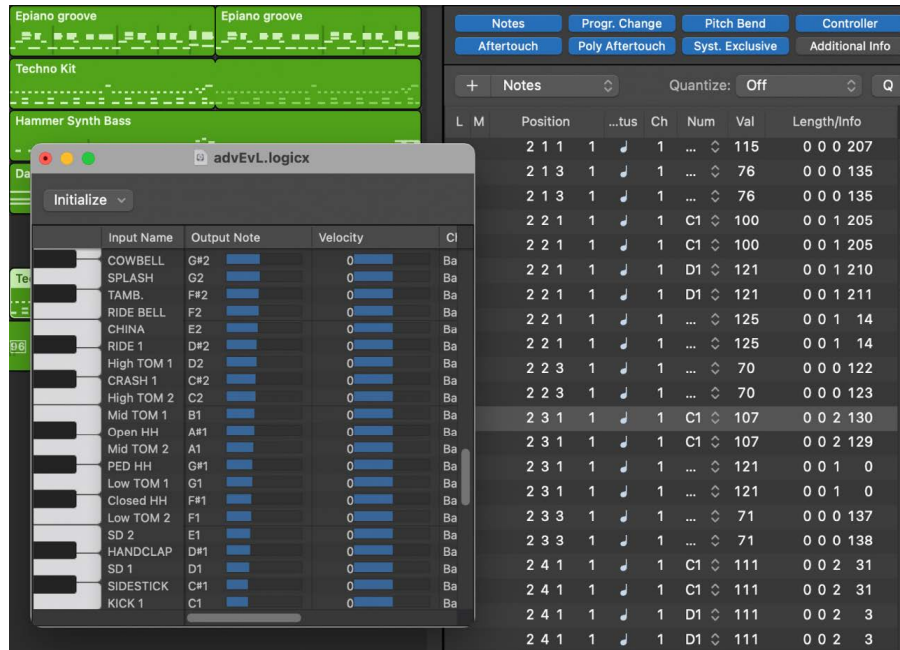 Epiano groove
Epiano groove
Techno Kit
Hammer Synth Bass
advEvL.logicx
Initialize
Input Name Output Note Velocity
COWBELL G#2 0 Ba
SPLASH G2 0 Ba
TAMB. F#2 0 Ba
RIDE BELL F2 0 Ba
CHINA E2 0 Ba
RIDE 1 D#2 0 Ba
High TOM 1 D2 0 Ba
CRASH 1 C#2 0 Ba
High TOM 2 C2 0 Ba
Mid TOM 1 B1 0 Ba
Open HH A#1 0 Ba
Mid TOM 2 A1 0 Ba
PED HH G#1 0 Ba
Low TOM 1 G1 0 Ba
Closed HH F#1 0 Ba
Low TOM 2 F1 0 Ba
SD 2 E1 0 Ba
HANDCLAP D#1 0 Ba
SD 1 D1 0 Ba
SIDESTICK C#1 0 Ba
KICK 1 C1 0 Ba
Notes Progr. Change Pitch Bend Controller
Aftertouch Poly Aftertouch Syst. Exclusive Additional Info
+ Notes Quantize: Off Q
L M Position ...tus Ch Num Val Length/Info
2 1 1 1 1 ... 115 0 0 0 207
2 1 3 1 1 ... 76 0 0 0 135
2 1 3 1 1 ... 76 0 0 0 135
2 2 1 1 1 C1 100 0 0 1 205
2 2 1 1 1 C1 100 0 0 1 205
2 2 1 1 1 D1 121 0 0 1 210
2 2 1 1 1 D1 121 0 0 1 211
2 2 1 1 1 ... 125 0 0 1 14
2 2 1 1 1 ... 125 0 0 1 14
2 2 3 1 1 ... 70 0 0 0 122
2 2 3 1 1 ... 70 0 0 0 123
2 3 1 1 1 C1 107 0 0 2 130
2 3 1 1 1 C1 107 0 0 2 129
2 3 1 1 1 ... 121 0 0 1 0
2 3 1 1 1 ... 121 0 0 1 0
2 3 3 1 1 ... 71 0 0 0 137
2 3 3 1 1 ... 71 0 0 0 138
2 4 1 1 1 C1 111 0 0 2 31
2 4 1 1 1 C1 111 0 0 2 31
2 4 1 1 1 D1 111 0 0 2 3
2 4 1 1 1 D1 111 0 0 2 3